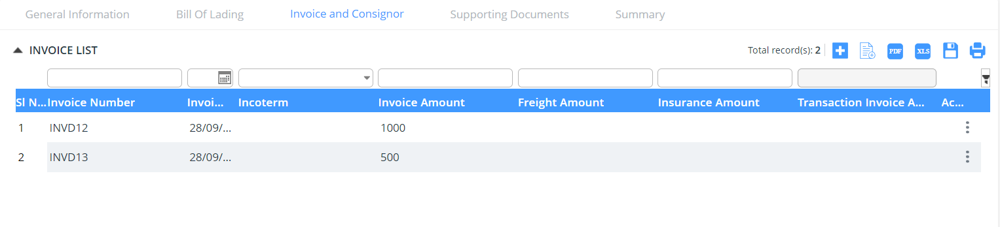 General Information Bill Of Lading Invoice and Consignor Supporting Documents Summary
INVOICE LIST Total record(s): 2 PDF XLS
Sl N... Invoice Number Invoi... Incoterm Invoice Amount Freight Amount Insurance Amount Transaction Invoice A... Ac...
1 INVD12 28/09/... 1000
2 INVD13 28/09/... 500